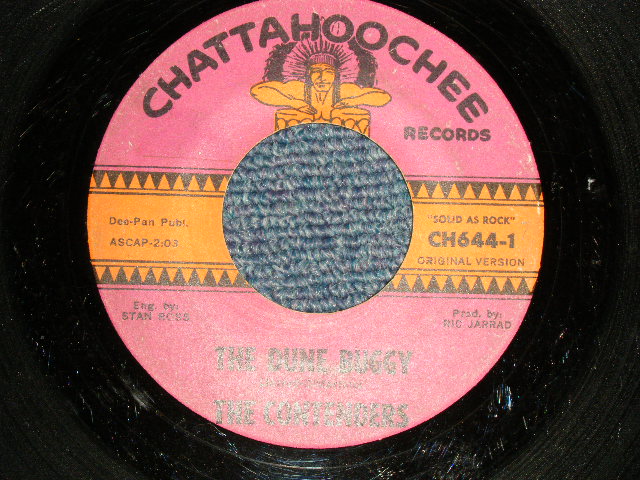 CHATTAHOOCHEE
RECORDS
Dee-Pan Publ.
ASCAP-2:03
"SOLID AS ROCK"
CH644-1
ORIGINAL VERSION
Eng. by:
STAN ROSS
Prod. by:
RIC JARRAD
THE DUNE BUGGY
THE CONTENDERS